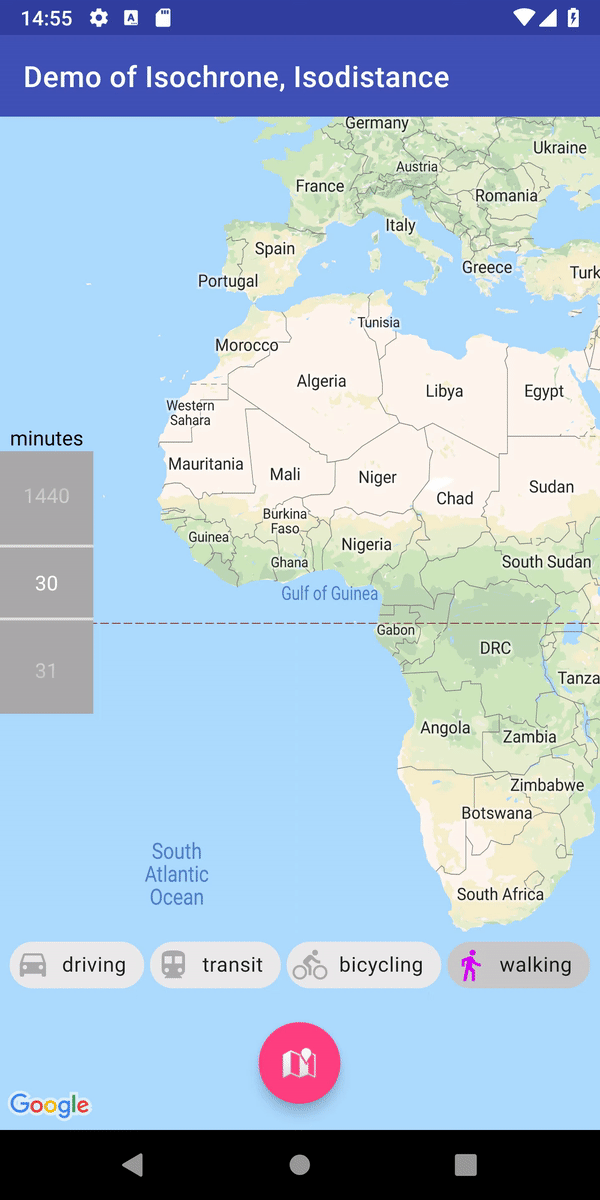 14:55
A
Demo of Isochrone, Isodistance
Germany
Ukraine
Austria
France
Romania
Italy
Spain
Greece
Turk
Portugal
Tunisia
Morocco
Algeria
Libya
Egypt
Western
Sahara
minutes
Mauritania
Mali
Niger
Chad
Sudan
1440
Burkina
Faso
Guinea
Nigeria
Ghana
South Sudan
30
Gulf of Guinea
Gabon
DRC
31
Tanza
Angola
Zambia
Zimbabwe
Botswana
South
Atlantic
Ocean
South Africa
driving
transit
bicycling
walking
Google